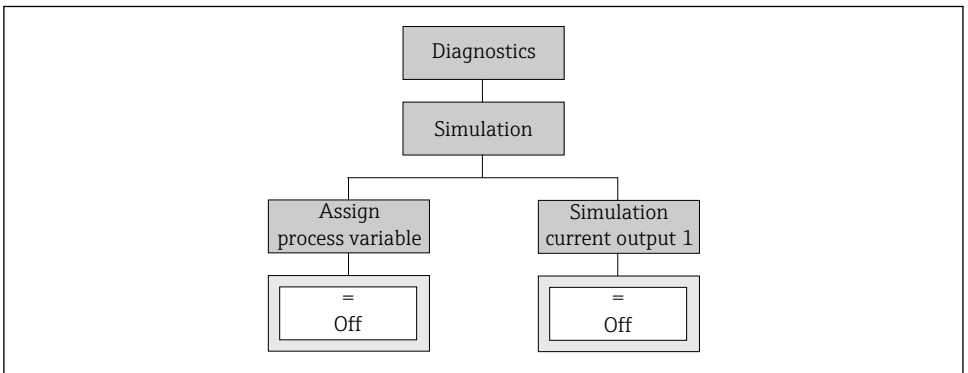 Diagnostics
Simulation
Assign
process variable
Simulation
current output 1
=
Off
=
Off